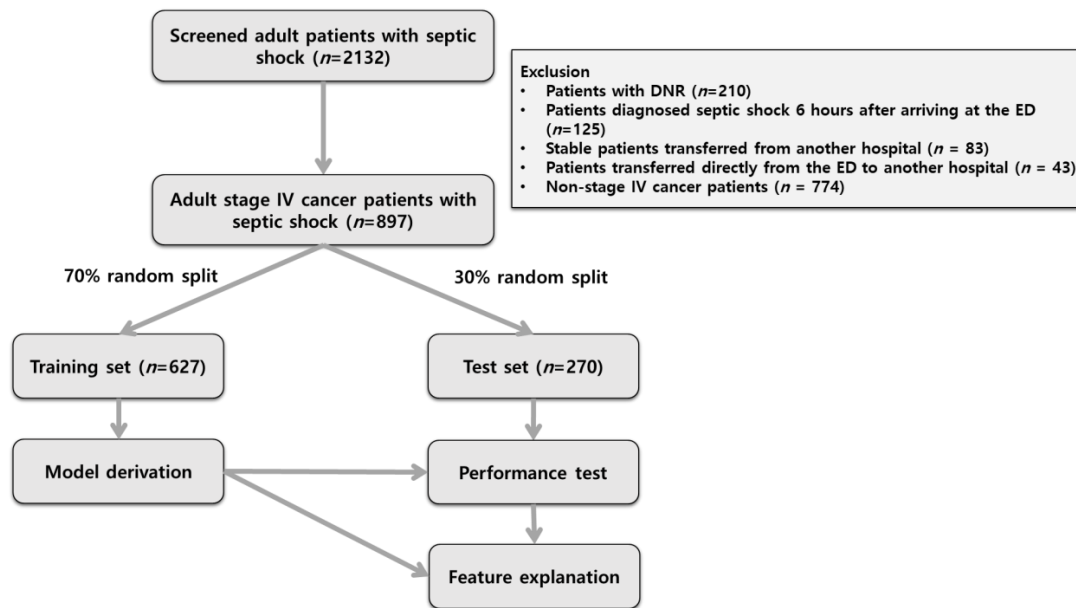 Screened adult patients with septic
shock (n=2132)
Exclusion
• Patients with DNR (n=210)
• Patients diagnosed septic shock 6 hours after arriving at the ED
(n=125)
• Stable patients transferred from another hospital (n = 83)
• Patients transferred directly from the ED to another hospital (n = 43)
• Non-stage IV cancer patients (n = 774)
Adult stage IV cancer patients with
septic shock (n=897)
70% random split
30% random split
Training set (n=627)
Test set (n=270)
Model derivation
Performance test
Feature explanation